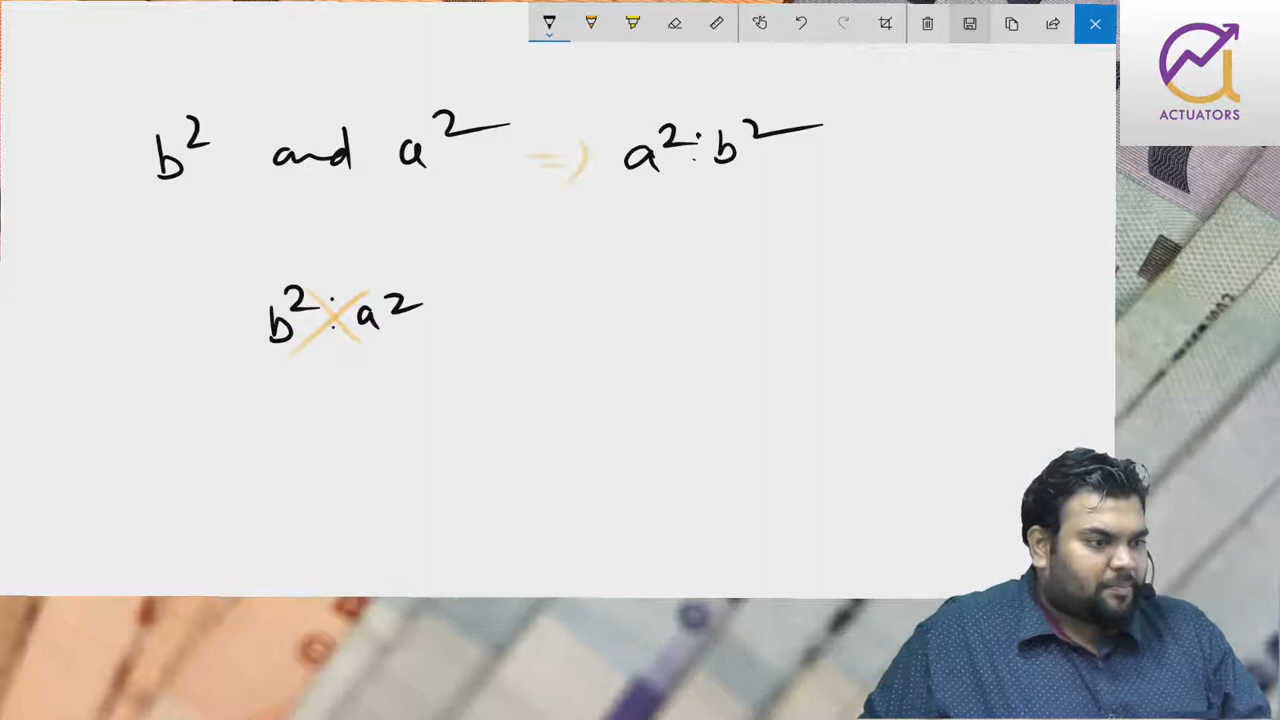 b² and a² => a² : b²
b² : a²
ACTUATORS